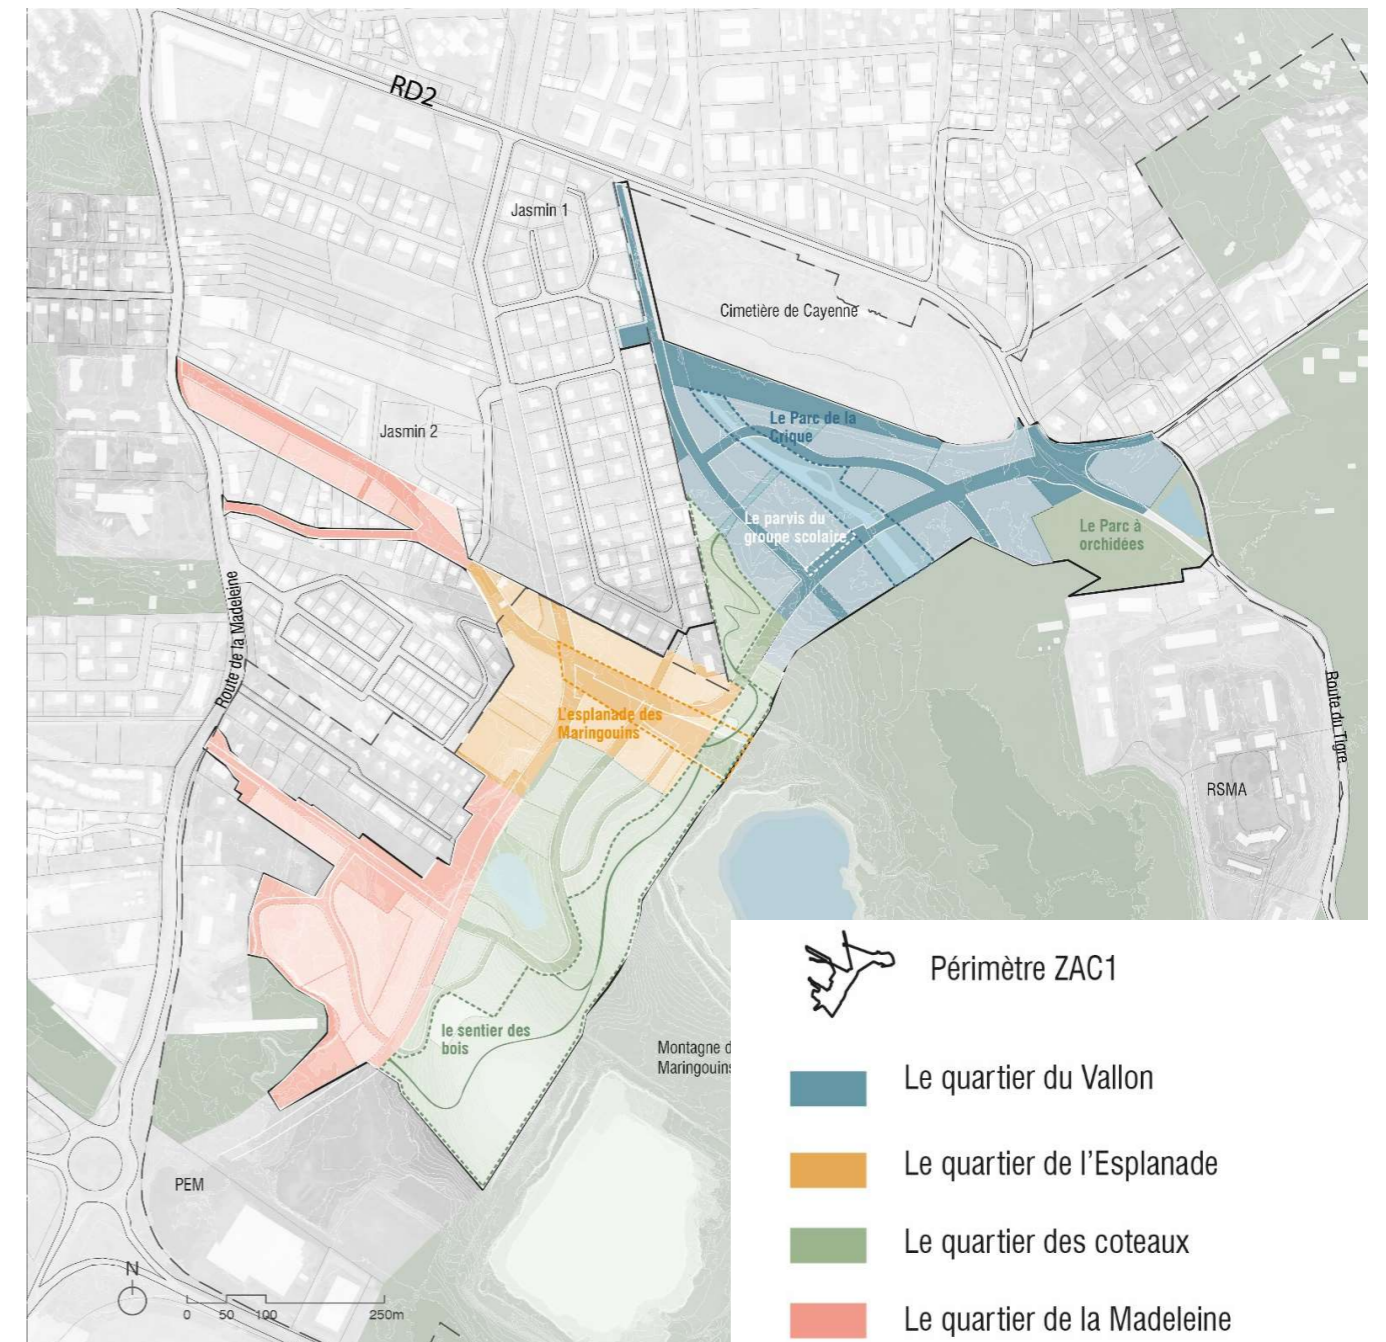 RD2
Jasmin 1
Cimetière de Cayenne
Jasmin 2
Le Parc de la
Crique
Le parvis du
groupe scolaire
Le Parc à
orchidées
Route de la Madeleine
L'esplanade des
Maringouins
Route du Tigre
RSMA
le sentier des
bois
Montagne d
Maringouins
PEM
N
0 50 100 250m
Périmètre ZAC1
Le quartier du Vallon
Le quartier de l'Esplanade
Le quartier des coteaux
Le quartier de la Madeleine